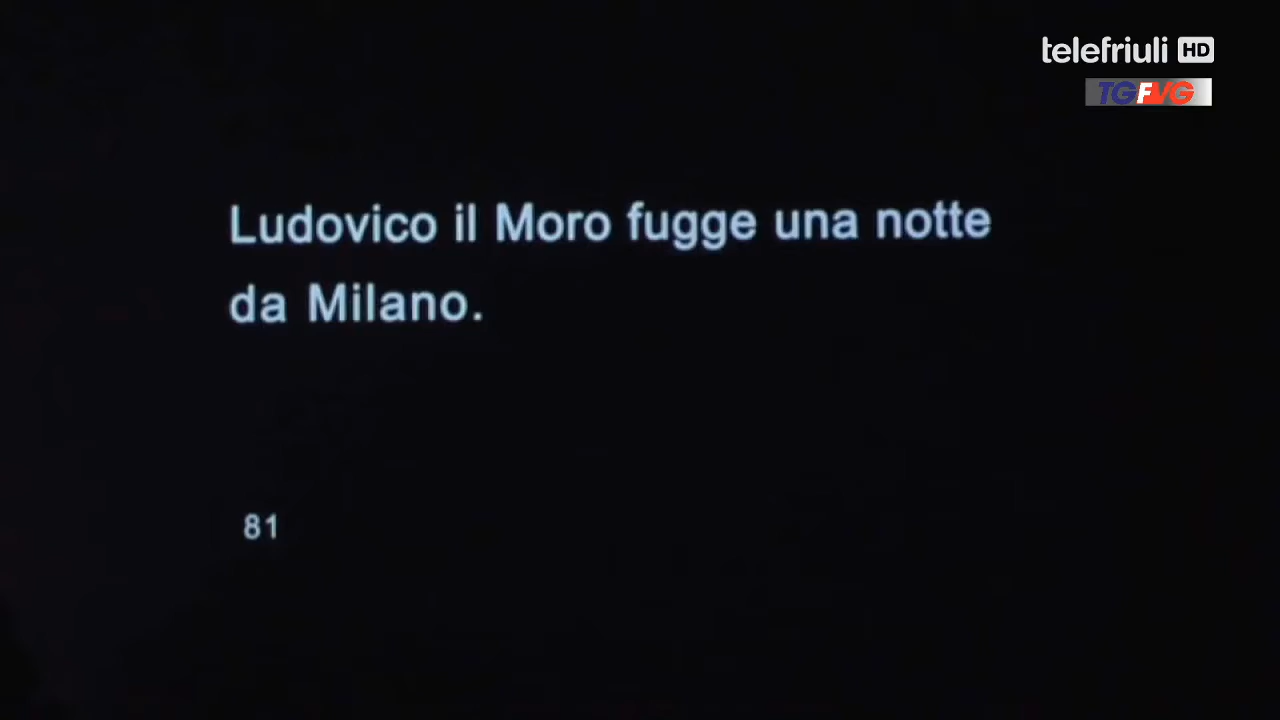 telefriuli HD
TGFVG
Ludovico il Moro fugge una notte
da Milano.
81